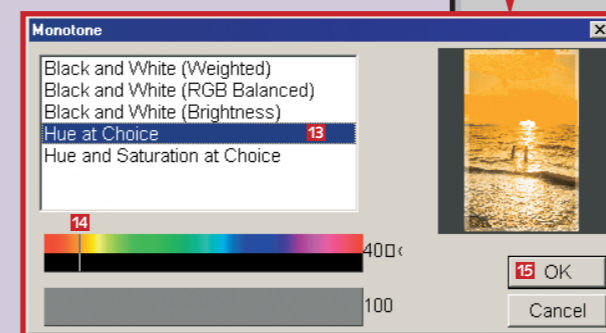 Monotone
Black and White (Weighted)
Black and White (RGB Balanced)
Black and White (Brightness)
Hue at Choice 13
Hue and Saturation at Choice
14
40
15 OK
100
Cancel